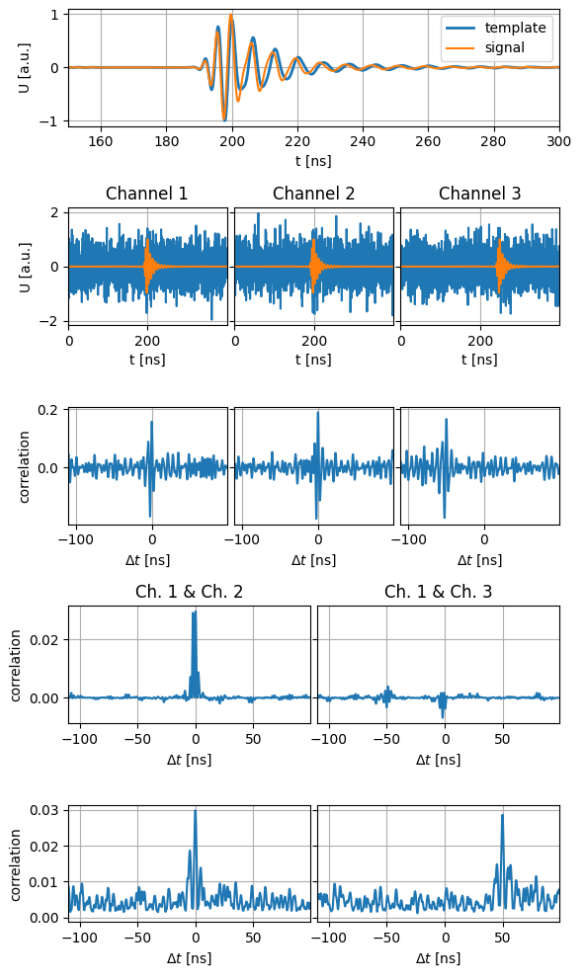 1
0
−1
U [a.u.]
template
signal
160 180 200 220 240 260 280 300
t [ns]
Channel 1 Channel 2 Channel 3
2
0
−2
U [a.u.]
0 200 0 200 0 200
t [ns] t [ns] t [ns]
0.2
0.0
correlation
−100 0 −100 0 −100 0
Δt [ns] Δt [ns] Δt [ns]
Ch. 1 & Ch. 2 Ch. 1 & Ch. 3
0.02
0.00
correlation
−100 −50 0 50 −100 −50 0 50
Δt [ns] Δt [ns]
0.03
0.01
0.00
correlation
−100 −50 0 50 −100 −50 0 50
Δt [ns] Δt [ns]